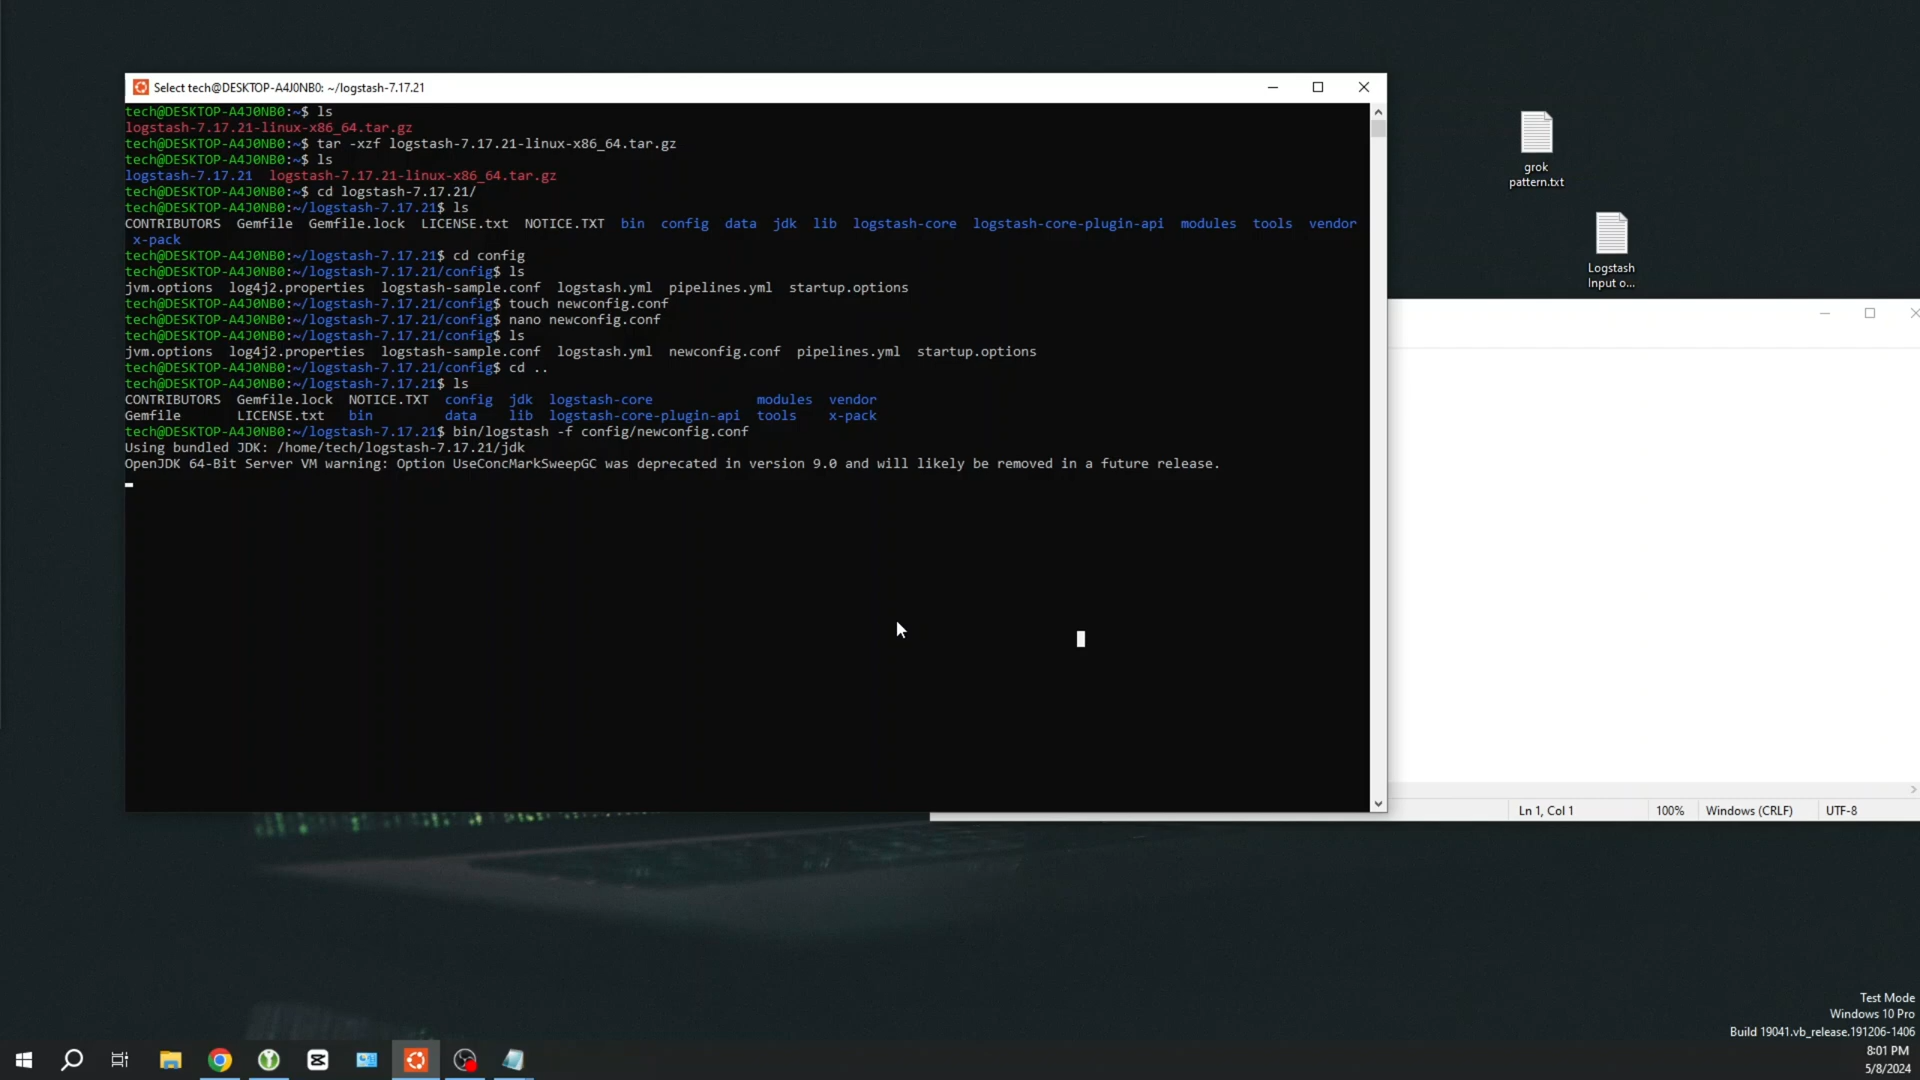 Select tech@DESKTOP-A4J0NB0: ~/logstash-7.17.21
tech@DESKTOP-A4J0NB0:~$ ls
logstash-7.17.21-linux-x86_64.tar.gz
tech@DESKTOP-A4J0NB0:~$ tar -xzf logstash-7.17.21-linux-x86_64.tar.gz
tech@DESKTOP-A4J0NB0:~$ ls
logstash-7.17.21  logstash-7.17.21-linux-x86_64.tar.gz
tech@DESKTOP-A4J0NB0:~$ cd logstash-7.17.21/
tech@DESKTOP-A4J0NB0:~/logstash-7.17.21$ ls
CONTRIBUTORS  Gemfile  Gemfile.lock  LICENSE.txt  NOTICE.TXT  bin  config  data  jdk  lib  logstash-core  logstash-core-plugin-api  modules  tools  vendor
x-pack
tech@DESKTOP-A4J0NB0:~/logstash-7.17.21$ cd config
tech@DESKTOP-A4J0NB0:~/logstash-7.17.21/config$ ls
jvm.options  log4j2.properties  logstash-sample.conf  logstash.yml  pipelines.yml  startup.options
tech@DESKTOP-A4J0NB0:~/logstash-7.17.21/config$ touch newconfig.conf
tech@DESKTOP-A4J0NB0:~/logstash-7.17.21/config$ nano newconfig.conf
tech@DESKTOP-A4J0NB0:~/logstash-7.17.21/config$ ls
jvm.options  log4j2.properties  logstash-sample.conf  logstash.yml  newconfig.conf  pipelines.yml  startup.options
tech@DESKTOP-A4J0NB0:~/logstash-7.17.21/config$ cd ..
tech@DESKTOP-A4J0NB0:~/logstash-7.17.21$ ls
CONTRIBUTORS  Gemfile.lock  NOTICE.TXT  config  jdk  logstash-core             modules  vendor
Gemfile       LICENSE.txt   bin         data    lib  logstash-core-plugin-api  tools    x-pack
tech@DESKTOP-A4J0NB0:~/logstash-7.17.21$ bin/logstash -f config/newconfig.conf
Using bundled JDK: /home/tech/logstash-7.17.21/jdk
OpenJDK 64-Bit Server VM warning: Option UseConcMarkSweepGC was deprecated in version 9.0 and will likely be removed in a future release.
grok
pattern.txt
Logstash
Input o...
Ln 1, Col 1
100%
Windows (CRLF)
UTF-8
Test Mode
Windows 10 Pro
Build 19041.vb_release.191206-1406
8:01 PM
5/8/2024